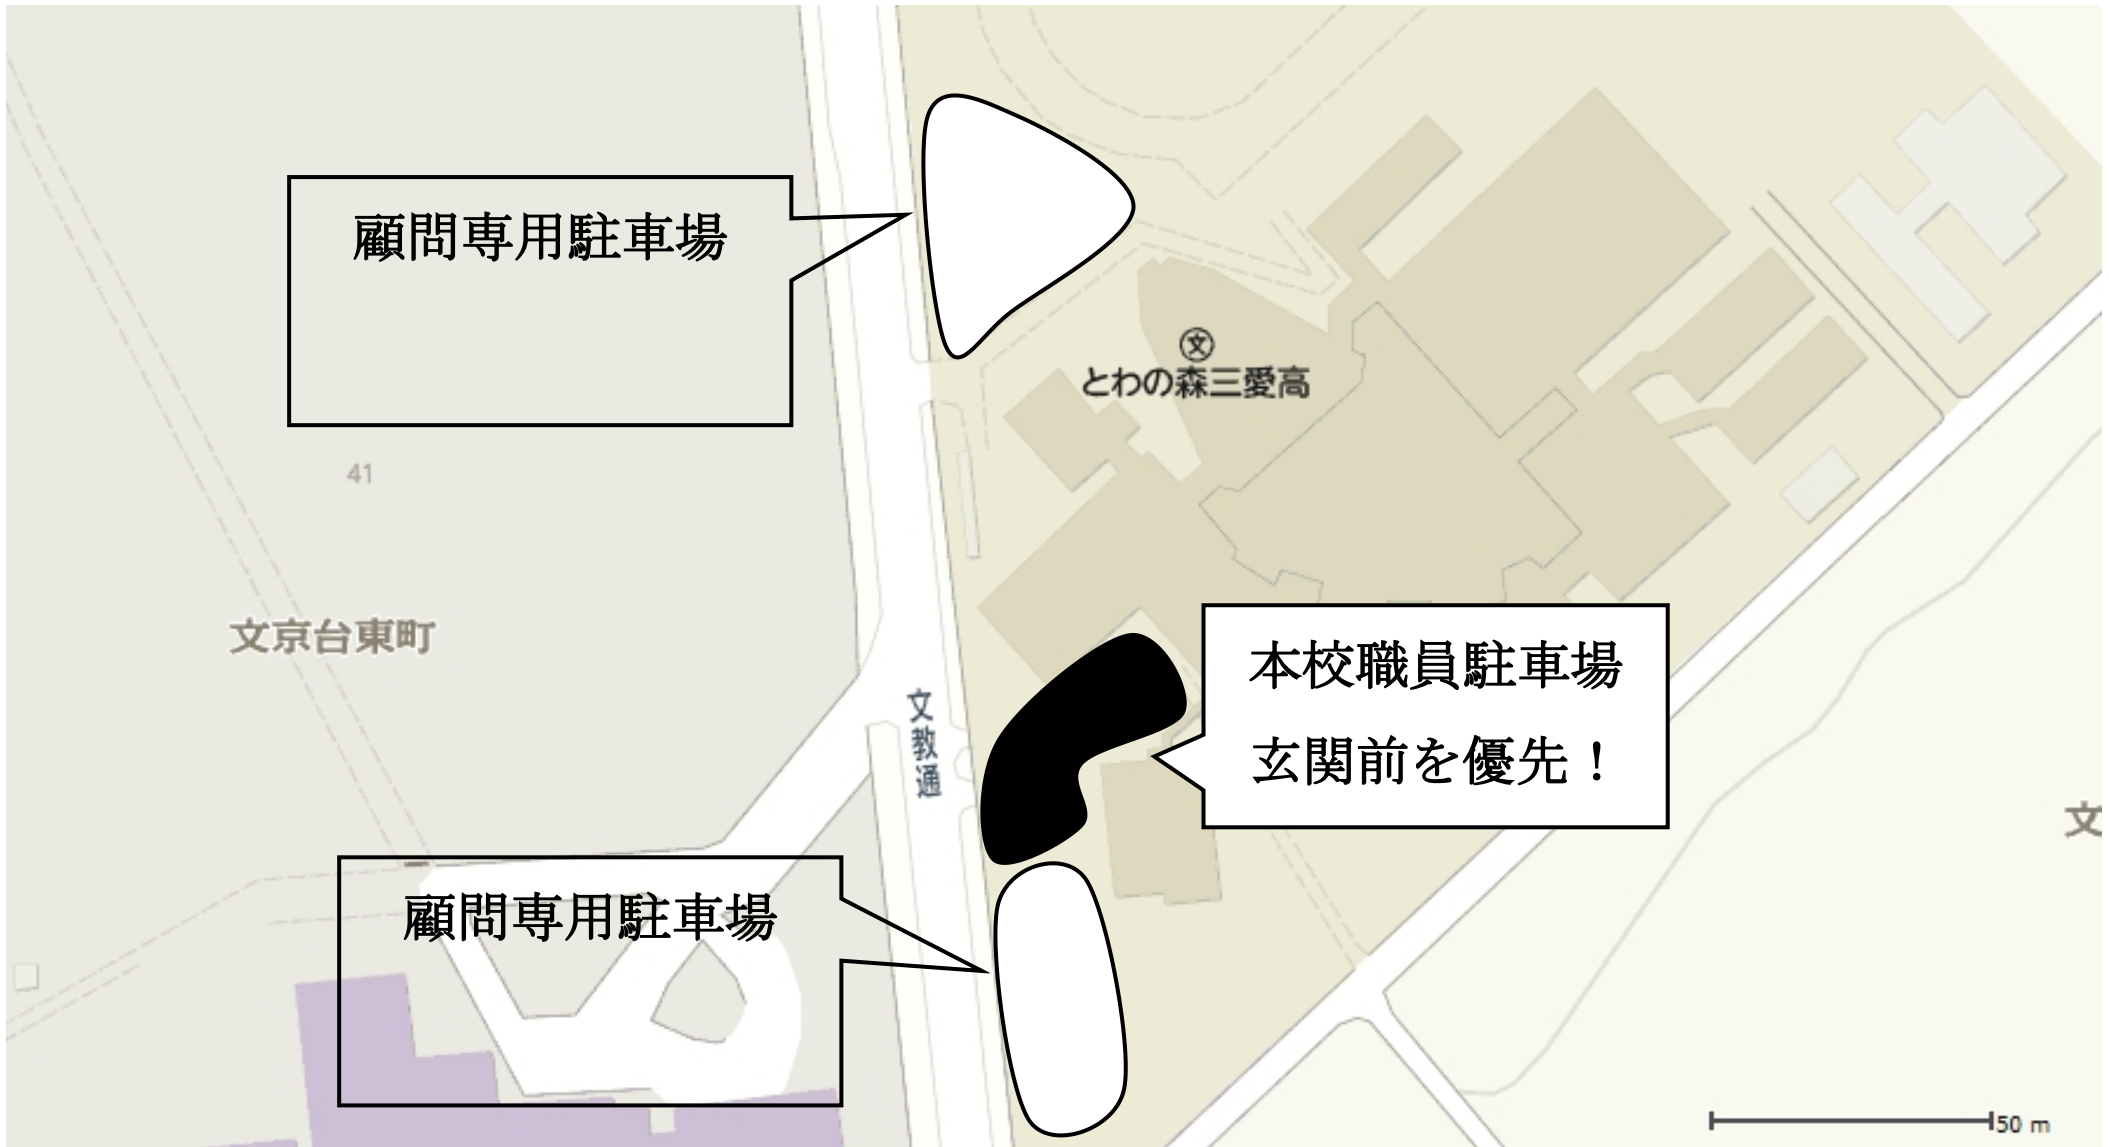 顧問専用駐車場
文
とわの森三愛高
41
文京台東町
本校職員駐車場
玄関前を優先！
文教通
文
顧問専用駐車場
50 m